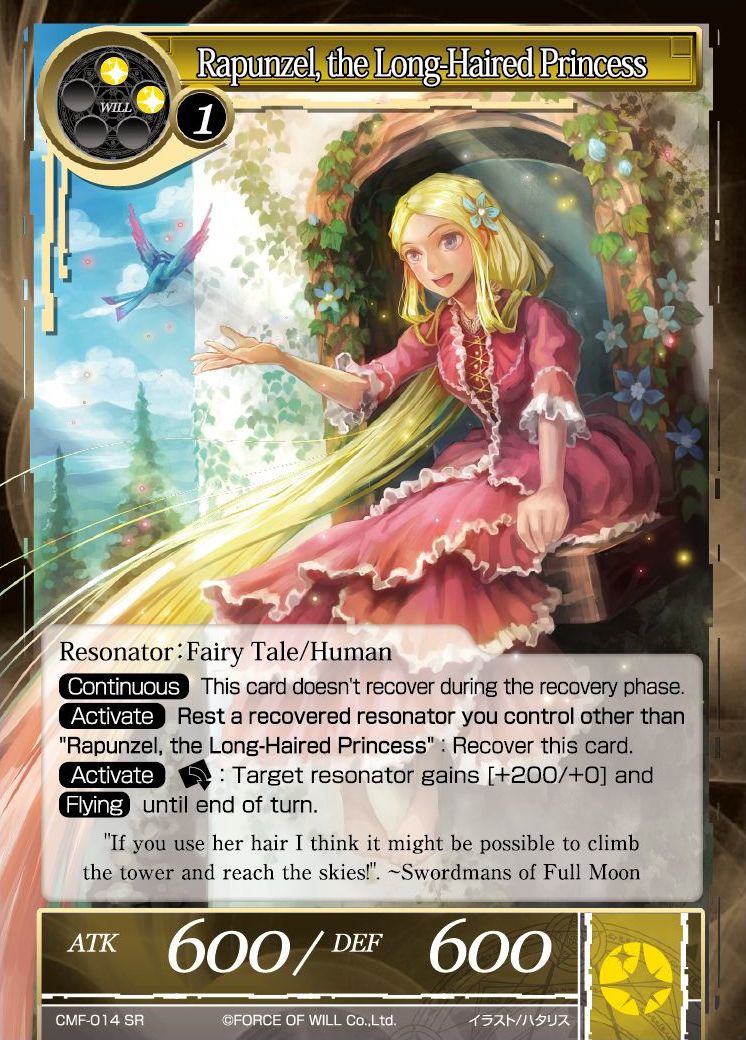 Rapunzel, the Long-Haired Princess
WILL
1
Resonator:Fairy Tale/Human
Continuous This card doesn't recover during the recovery phase.
Activate Rest a recovered resonator you control other than
"Rapunzel, the Long-Haired Princess" : Recover this card.
Activate : Target resonator gains [+200/+0] and
Flying until end of turn.
"If you use her hair I think it might be possible to climb
the tower and reach the skies!". ~Swordmans of Full Moon
ATK 600/ DEF 600
CMF-014 SR ©FORCE OF WILL Co.,Ltd. イラスト/ハタリス